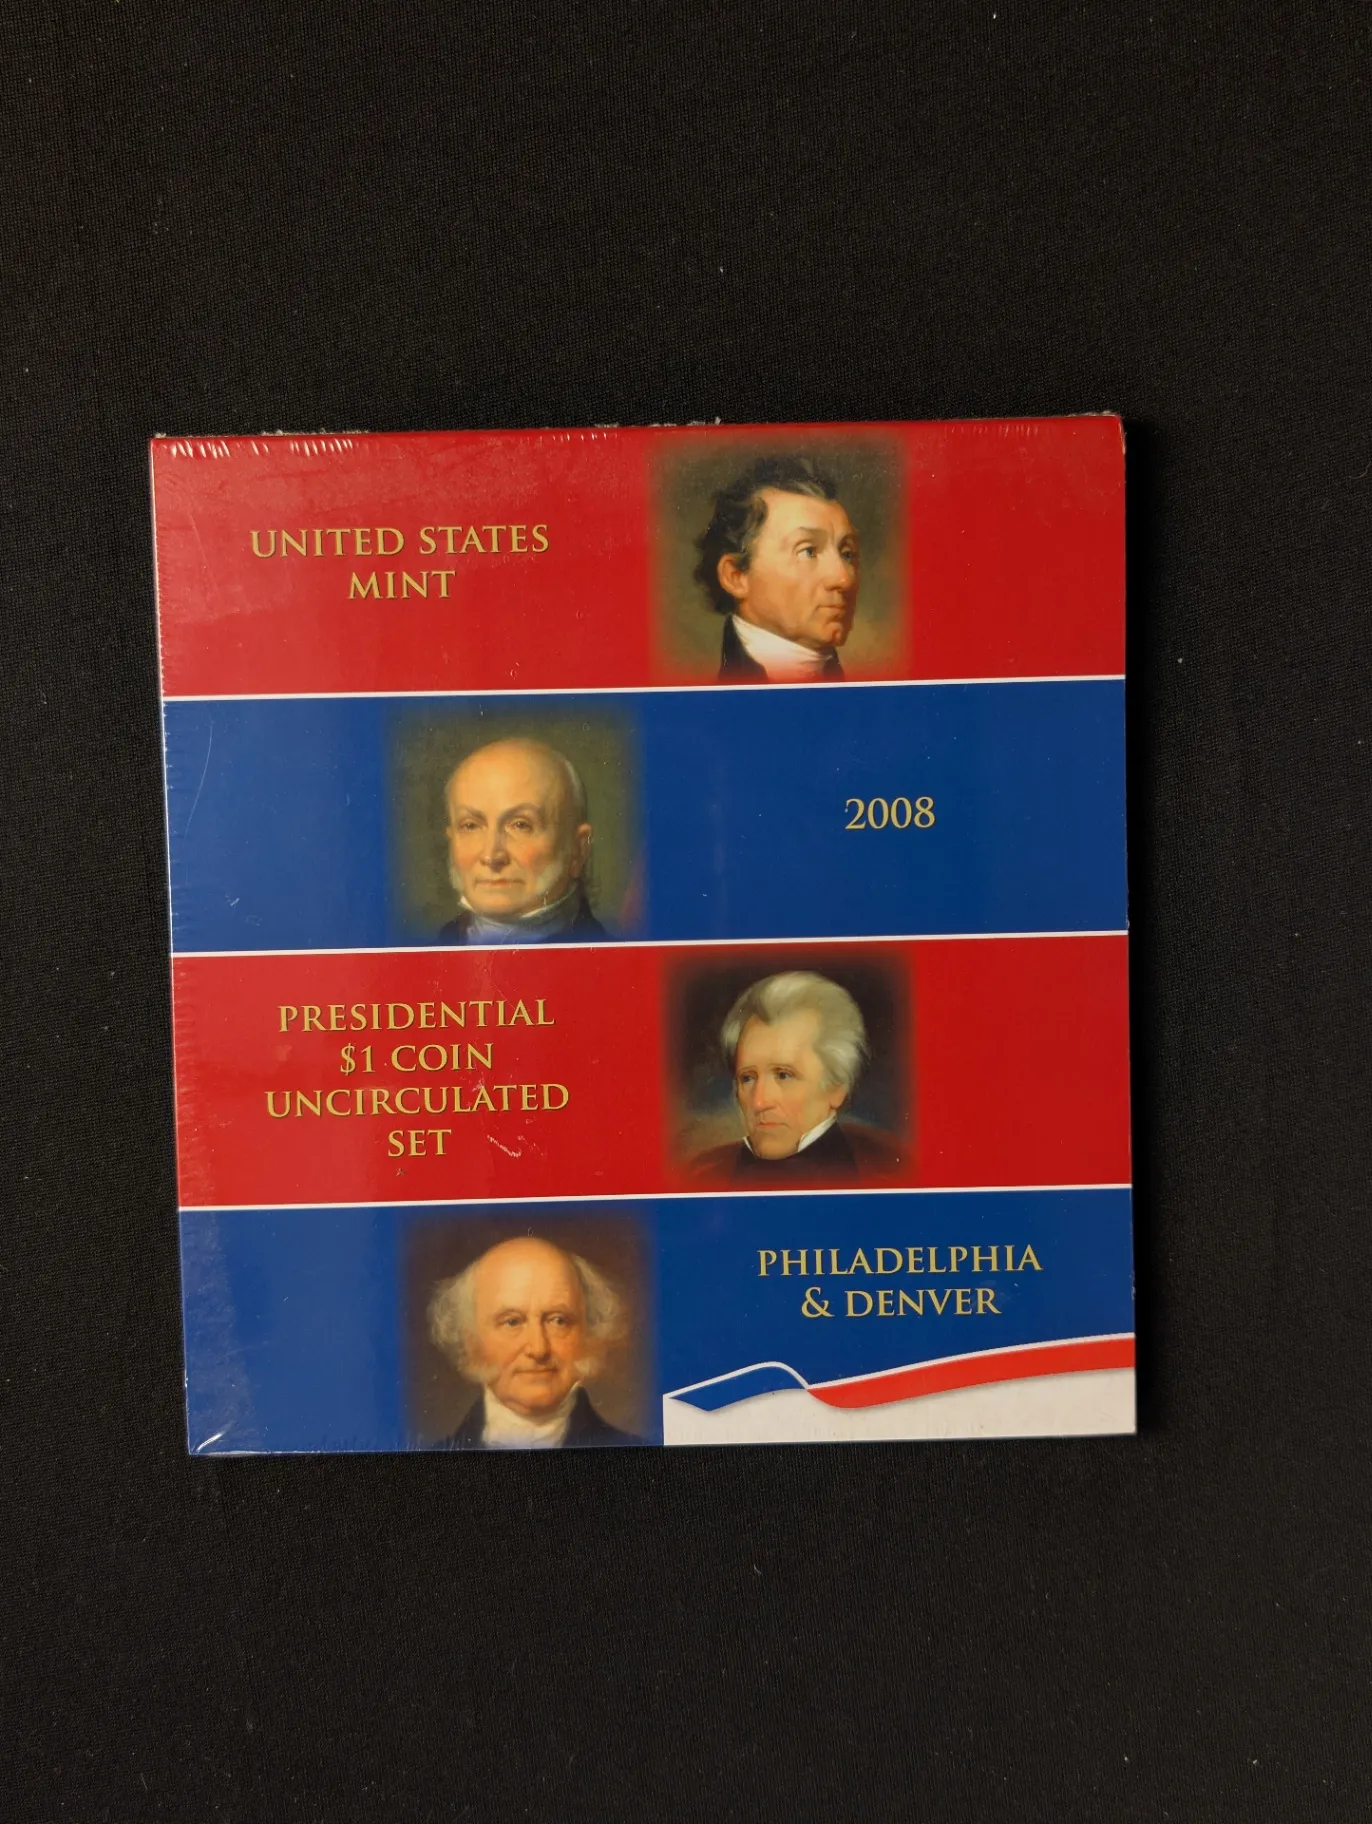 UNITED STATES
MINT
2008
PRESIDENTIAL
$1 COIN
UNCIRCULATED
SET
PHILADELPHIA
& DENVER